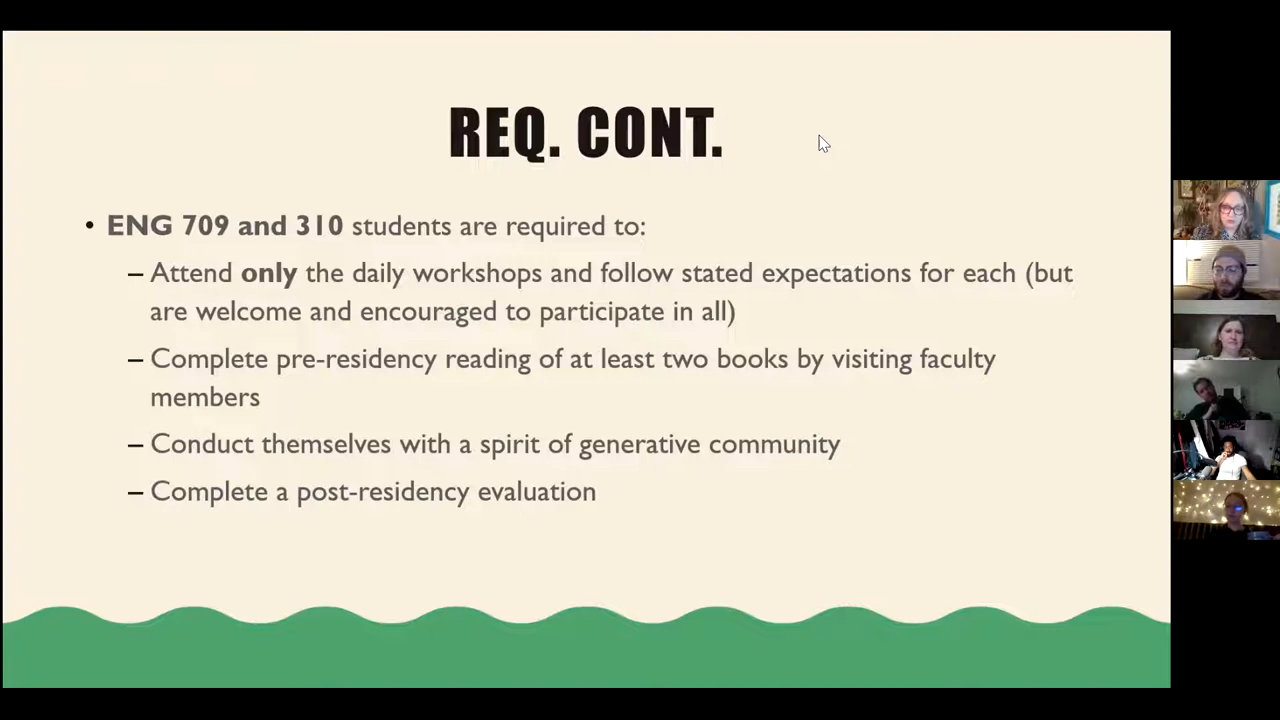 REQ. CONT.
• ENG 709 and 310 students are required to:
– Attend only the daily workshops and follow stated expectations for each (but
are welcome and encouraged to participate in all)
– Complete pre-residency reading of at least two books by visiting faculty
members
– Conduct themselves with a spirit of generative community
– Complete a post-residency evaluation